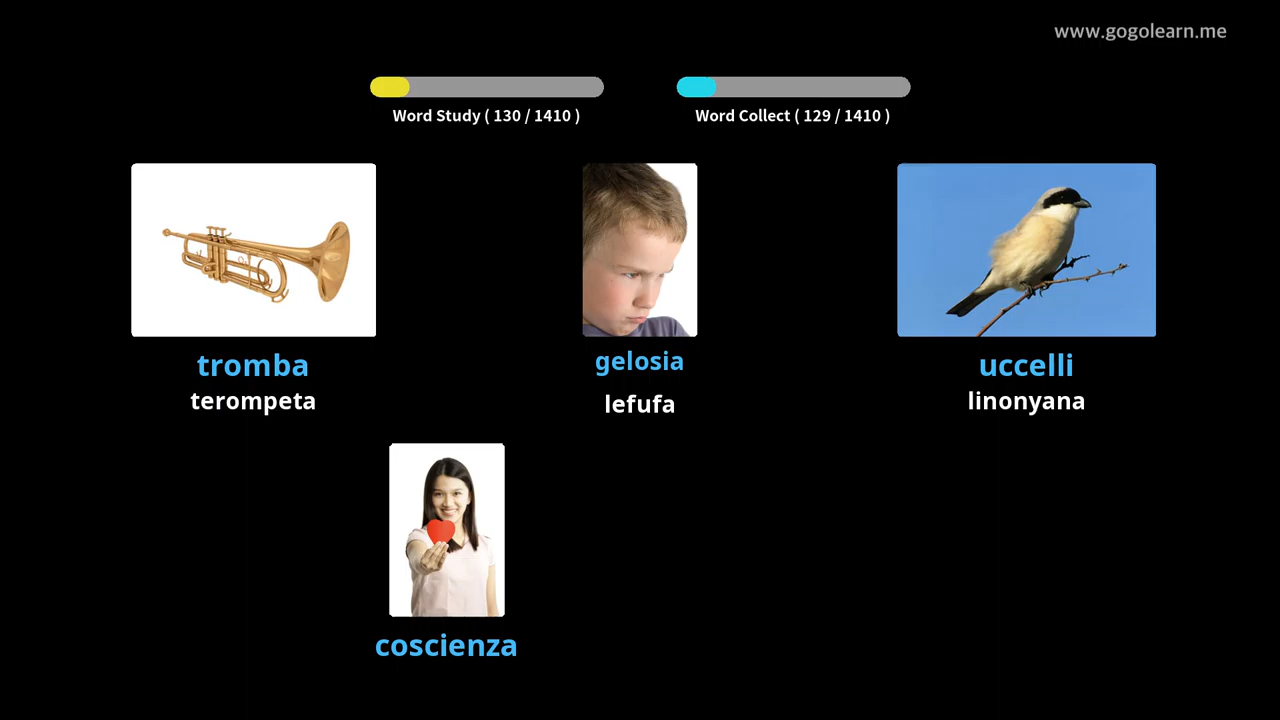 www.gogolearn.me
Word Study ( 130 / 1410 )
Word Collect ( 129 / 1410 )
tromba
terompeta
gelosia
lefufa
uccelli
linonyana
coscienza